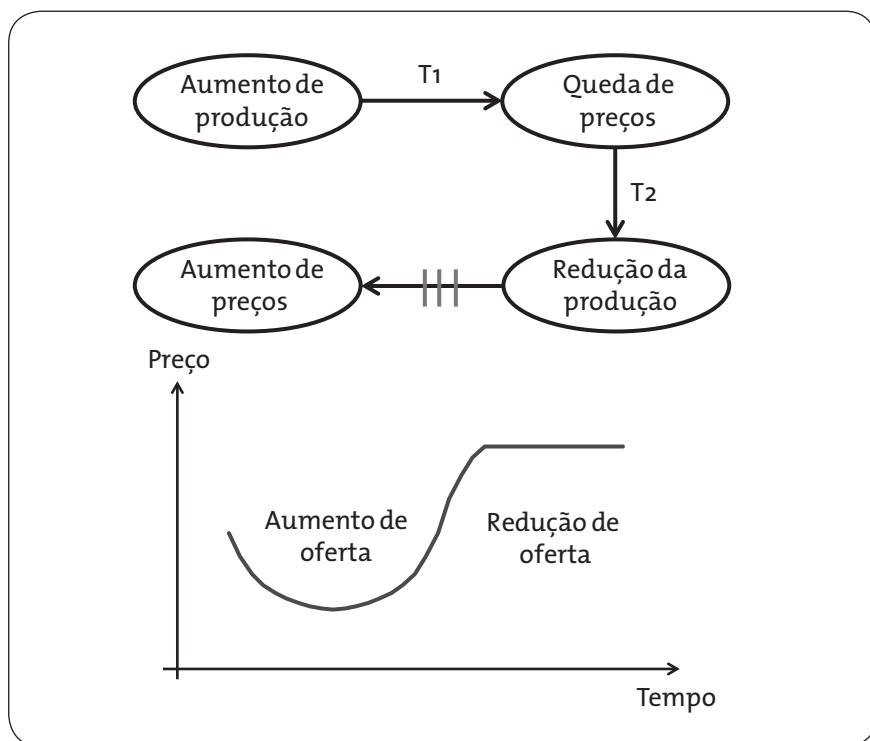 Aumento de
produção
T1
Queda de
preços
T2
Aumento de
preços
Redução da
produção
Preço
Aumento de
oferta
Redução de
oferta
Tempo